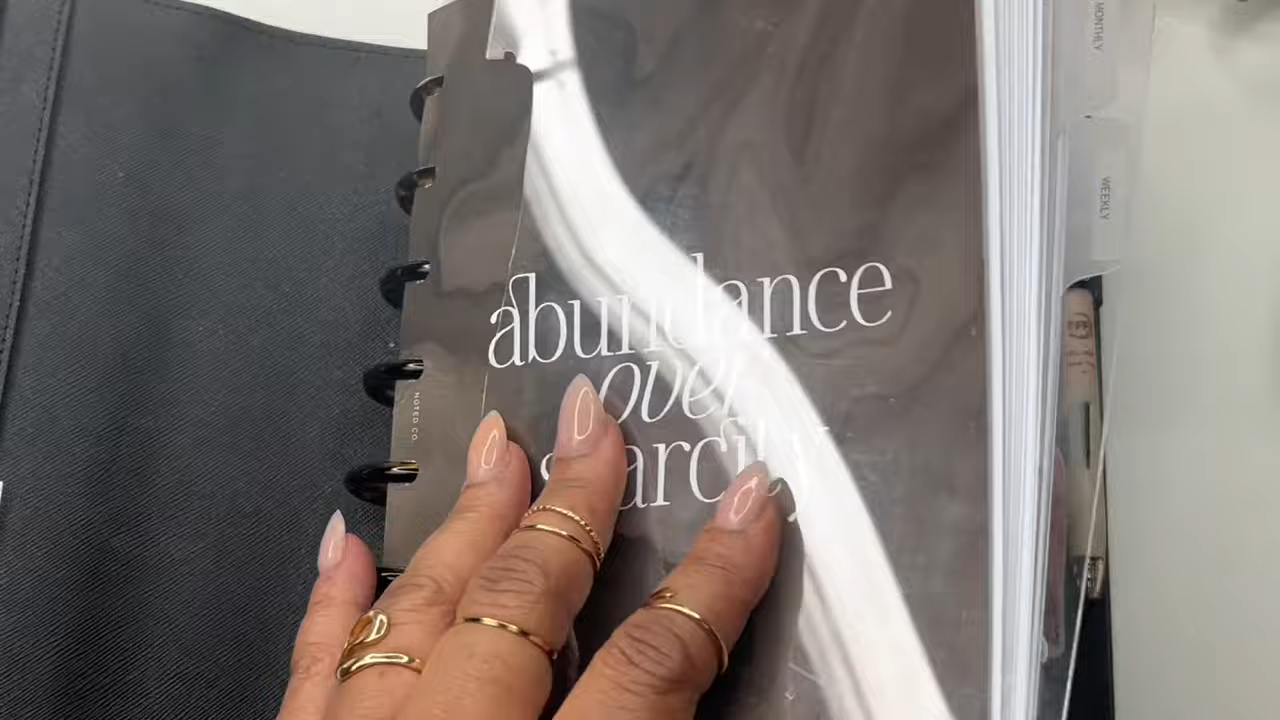 abundance
over
scarcity
NOTED CO.
MONTHLY
WEEKLY